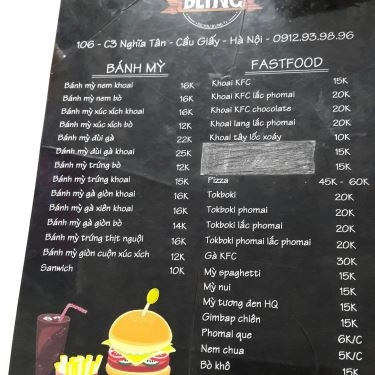 BLING
106 - C3 Nghĩa Tân - Cầu Giấy - Hà Nội - 0912.93.98.96
BÁNH MỲ
Bánh mỳ nem khoai 16K
Bánh mỳ nem bò 16K
Bánh mỳ xúc xích khoai 16K
Bánh mỳ xúc xích bò 12K
Bánh mỳ đùi gà 22K
Bánh mỳ đùi gà khoai 25K
Bánh mỳ trứng bò 12K
Bánh mỳ trứng khoai 15K
Bánh mỳ gà giòn khoai 16K
Bánh mỳ gà xiên khoai 16K
Bánh mỳ gà giòn bò 14K
Bánh mỳ trứng thịt nguội 16K
Bánh mỳ giòn cuộn xúc xích 12K
Sanwich 10K
FASTFOOD
Khoai KFC 15K
Khoai KFC lắc phomai 20K
Khoai KFC chocolate 20K
Khoai lang lắc phomai 20K
Khoai tây lốc xoáy 10K
15K
15K
Pizza 45K - 60K
Tokboki 20K
Tokboki phomai 20K
Tokboki lắc phomai 20K
Tokboki phomai lắc phomai 20K
Gà KFC 30K
Mỳ spaghetti 15K
Mỳ nui 15K
Mỳ tương đen HQ 15K
Gimbap chiên 15K
Phomai que 6K/C
Nem chua 5K/C
Bò khô 15K